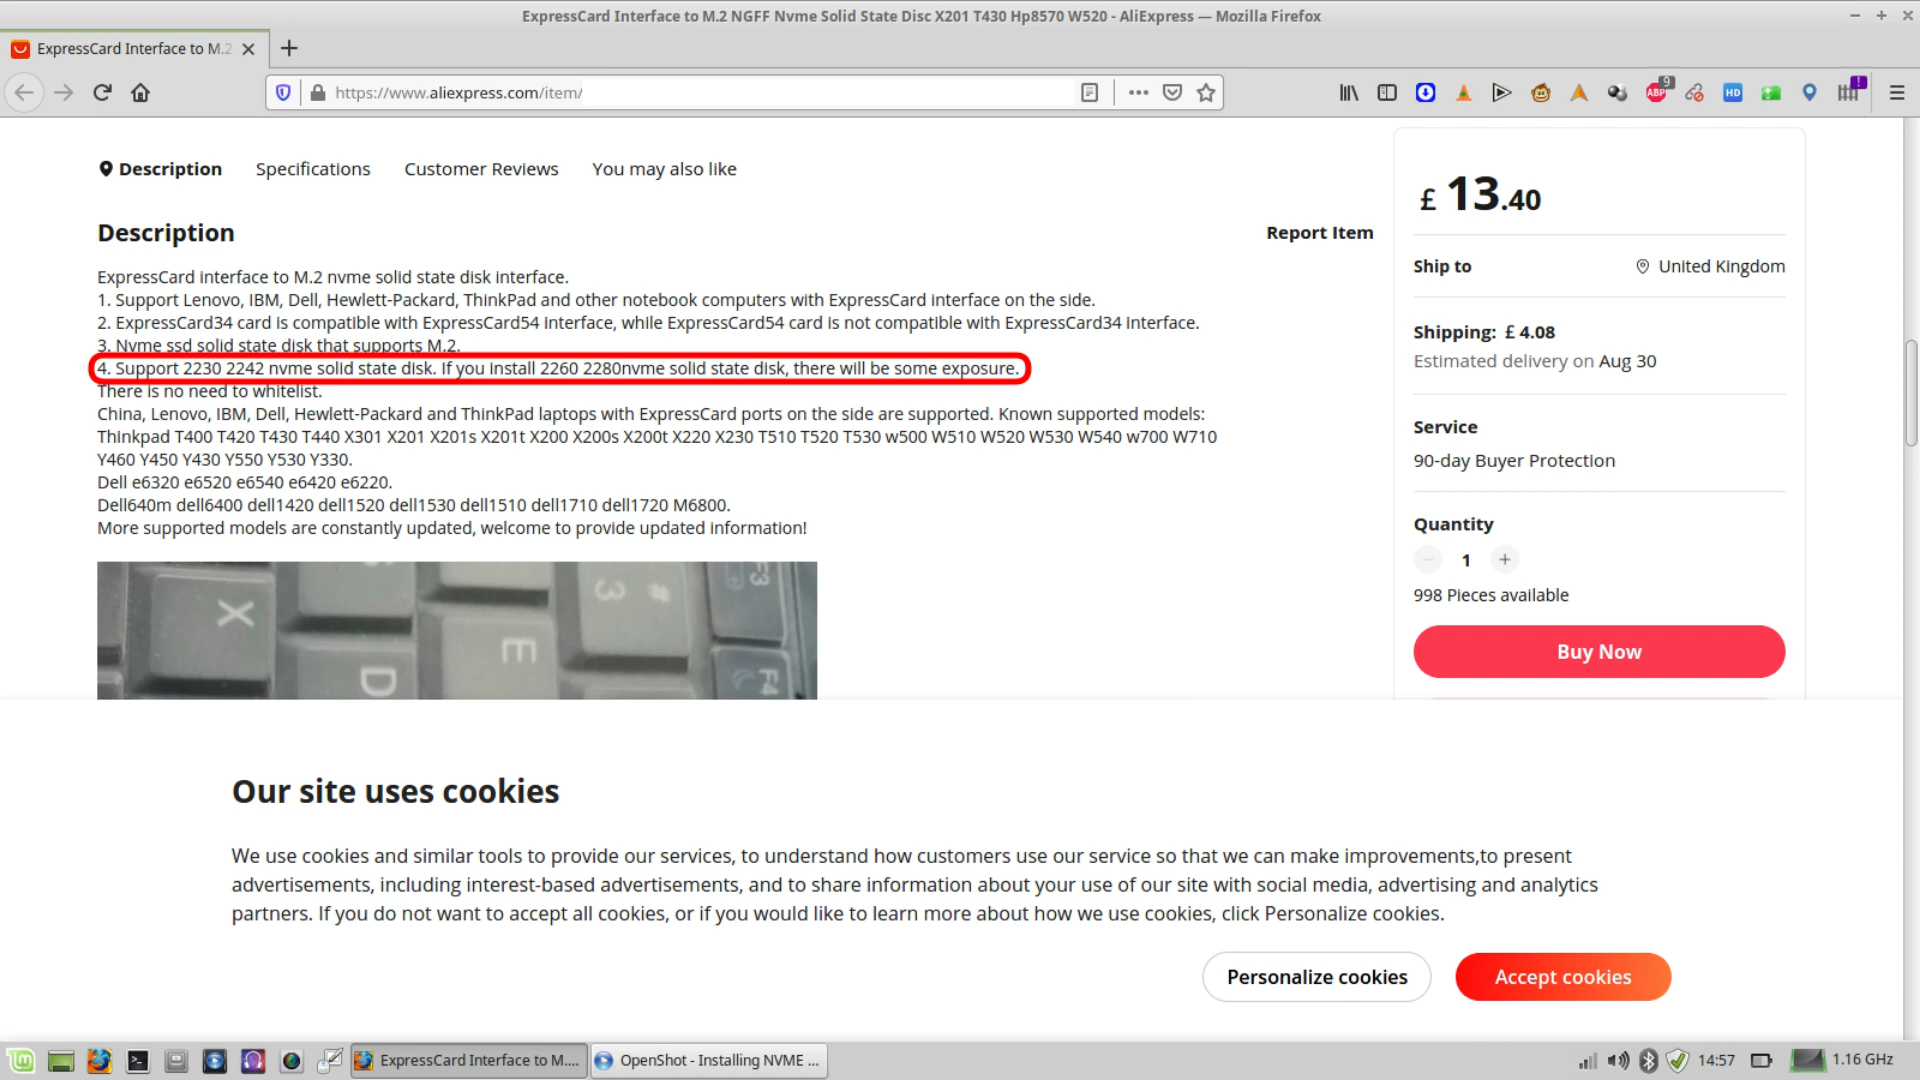 ExpressCard Interface to M.2 NGFF Nvme Solid State Disc X201 T430 Hp8570 W520 - AliExpress — Mozilla Firefox
ExpressCard Interface to M.2
https://www.aliexpress.com/item/
9
ABP
HD
!
Description Specifications Customer Reviews You may also like
Description
Report Item
ExpressCard interface to M.2 nvme solid state disk interface.
1. Support Lenovo, IBM, Dell, Hewlett-Packard, ThinkPad and other notebook computers with ExpressCard interface on the side.
2. ExpressCard34 card is compatible with ExpressCard54 interface, while ExpressCard54 card is not compatible with ExpressCard34 interface.
3. Nvme ssd solid state disk that supports M.2.
4. Support 2230 2242 nvme solid state disk. If you install 2260 2280nvme solid state disk, there will be some exposure.
There is no need to whitelist.
China, Lenovo, IBM, Dell, Hewlett-Packard and ThinkPad laptops with ExpressCard ports on the side are supported. Known supported models:
Thinkpad T400 T420 T430 T440 X301 X201 X201s X201t X200 X200s X200t X220 X230 T510 T520 T530 w500 W510 W520 W530 W540 w700 W710
Y460 Y450 Y430 Y550 Y530 Y330.
Dell e6320 e6520 e6540 e6420 e6220.
Dell640m dell6400 dell1420 dell1520 dell1530 dell1510 dell1710 dell1720 M6800.
More supported models are constantly updated, welcome to provide updated information!
X
D
E
# 3
F3
F4
£ 13.40
Ship to United Kingdom
Shipping: £ 4.08
Estimated delivery on Aug 30
Service
90-day Buyer Protection
Quantity
− 1 +
998 Pieces available
Buy Now
Our site uses cookies
We use cookies and similar tools to provide our services, to understand how customers use our service so that we can make improvements,to present
advertisements, including interest-based advertisements, and to share information about your use of our site with social media, advertising and analytics
partners. If you do not want to accept all cookies, or if you would like to learn more about how we use cookies, click Personalize cookies.
Personalize cookies
Accept cookies
ExpressCard Interface to M....
OpenShot - Installing NVME ...
14:57
1.16 GHz